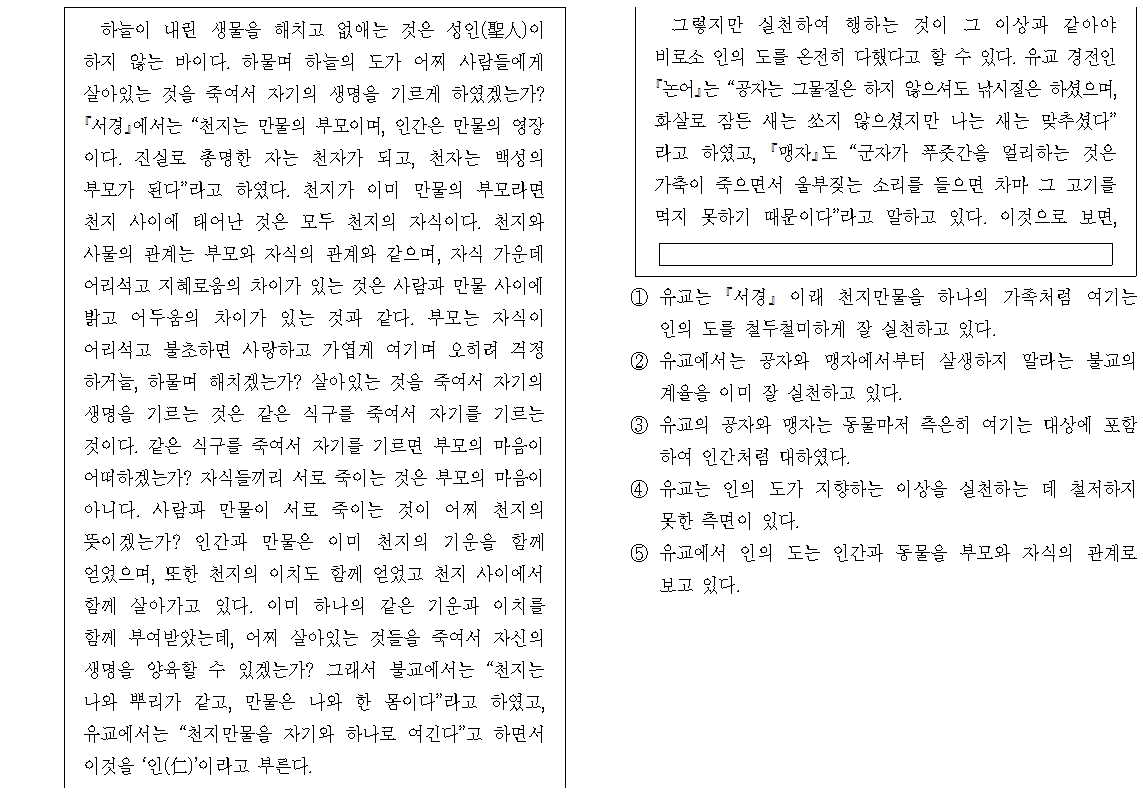 하늘이 내린 생물을 해치고 없애는 것은 성인(聖人)이
하지 않는 바이다. 하물며 하늘의 도가 어찌 사람들에게
살아있는 것을 죽여서 자기의 생명을 기르게 하였겠는가?
『서경』에서는 “천지는 만물의 부모이며, 인간은 만물의 영장
이다. 진실로 총명한 자는 천자가 되고, 천자는 백성의
부모가 된다”라고 하였다. 천지가 이미 만물의 부모라면
천지 사이에 태어난 것은 모두 천지의 자식이다. 천지와
사물의 관계는 부모와 자식의 관계와 같으며, 자식 가운데
어리석고 지혜로움의 차이가 있는 것은 사람과 만물 사이에
밝고 어두움의 차이가 있는 것과 같다. 부모는 자식이
어리석고 불초하면 사랑하고 가엽게 여기며 오히려 걱정
하거늘, 하물며 해치겠는가? 살아있는 것을 죽여서 자기의
생명을 기르는 것은 같은 식구를 죽여서 자기를 기르는
것이다. 같은 식구를 죽여서 자기를 기르면 부모의 마음이
어떠하겠는가? 자식들끼리 서로 죽이는 것은 부모의 마음이
아니다. 사람과 만물이 서로 죽이는 것이 어찌 천지의
뜻이겠는가? 인간과 만물은 이미 천지의 기운을 함께
얻었으며, 또한 천지의 이치도 함께 얻었고 천지 사이에서
함께 살아가고 있다. 이미 하나의 같은 기운과 이치를
함께 부여받았는데, 어찌 살아있는 것들을 죽여서 자신의
생명을 양육할 수 있겠는가? 그래서 불교에서는 “천지는
나와 뿌리가 같고, 만물은 나와 한 몸이다”라고 하였고,
유교에서는 “천지만물을 자기와 하나로 여긴다”고 하면서
이것을 ‘인(仁)’이라고 부른다.
그렇지만 실천하여 행하는 것이 그 이상과 같아야
비로소 인의 도를 온전히 다했다고 할 수 있다. 유교 경전인
『논어』는 “공자는 그물질은 하지 않으셔도 낚시질은 하셨으며,
화살로 잠든 새는 쏘지 않으셨지만 나는 새는 맞추셨다”
라고 하였고, 『맹자』도 “군자가 푸줏간을 멀리하는 것은
가축이 죽으면서 울부짖는 소리를 들으면 차마 그 고기를
먹지 못하기 때문이다”라고 말하고 있다. 이것으로 보면,
① 유교는 『서경』 이래 천지만물을 하나의 가족처럼 여기는
인의 도를 철두철미하게 잘 실천하고 있다.
② 유교에서는 공자와 맹자에서부터 살생하지 말라는 불교의
계율을 이미 잘 실천하고 있다.
③ 유교의 공자와 맹자는 동물마저 측은히 여기는 대상에 포함
하여 인간처럼 대하였다.
④ 유교는 인의 도가 지향하는 이상을 실천하는 데 철저하지
못한 측면이 있다.
⑤ 유교에서 인의 도는 인간과 동물을 부모와 자식의 관계로
보고 있다.